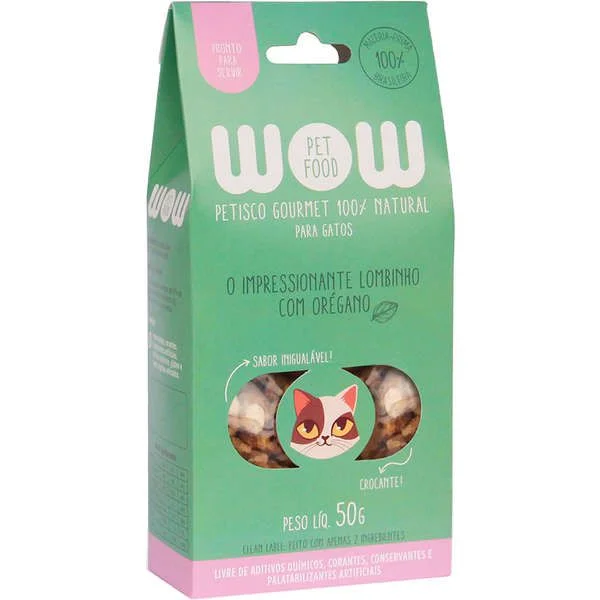 PRONTO
PARA
SERVIR
MATÉRIA-PRIMA
100%
BRASILEIRA
WOW
PET
FOOD
PETISCO GOURMET 100% NATURAL
PARA GATOS
O IMPRESSIONANTE LOMBINHO
COM ORÉGANO
SABOR INIGUALÁVEL!
CROCANTE!
PESO LÍQ. 50G
CLEAN LABEL: FEITO COM APENAS 2 INGREDIENTES
LIVRE DE ADITIVOS QUÍMICOS, CORANTES, CONSERVANTES E
PALATABILIZANTES ARTIFICIAIS
WOW